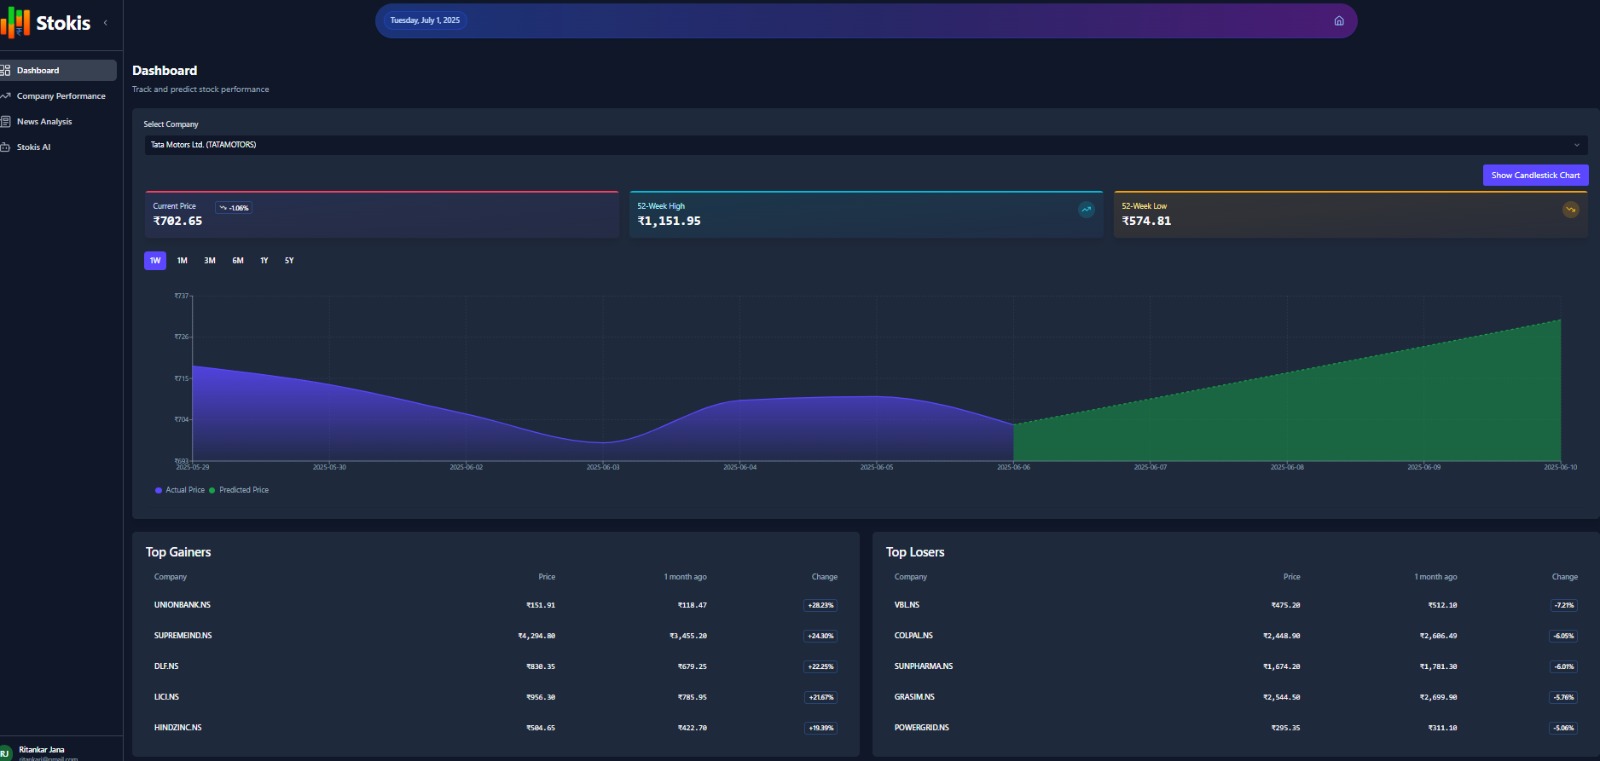 Stokis
Tuesday, July 1, 2025
Dashboard
Company Performance
News Analysis
Stokis AI
Dashboard
Track and predict stock performance
Select Company
Tata Motors Ltd. (TATAMOTORS)
Show Candlestick Chart
Current Price -1.06%
₹702.65
52-Week High
₹1,151.95
52-Week Low
₹574.81
1W 1M 3M 6M 1Y 5Y
₹737
₹726
₹715
₹704
₹693
2025-05-29 2025-05-30 2025-06-02 2025-06-03 2025-06-04 2025-06-05 2025-06-06 2025-06-07 2025-06-08 2025-06-09 2025-06-10
Actual Price Predicted Price
Top Gainers
Company Price 1 month ago Change
UNIONBANK.NS ₹151.91 ₹118.47 +28.23%
SUPREMEIND.NS ₹4,294.80 ₹3,455.20 +24.30%
DLF.NS ₹830.35 ₹679.25 +22.25%
LICI.NS ₹956.30 ₹785.95 +21.67%
HINDZINC.NS ₹504.65 ₹422.70 +19.39%
Top Losers
Company Price 1 month ago Change
VBL.NS ₹475.20 ₹512.10 -7.21%
COLPAL.NS ₹2,448.90 ₹2,606.49 -6.05%
SUNPHARMA.NS ₹1,674.20 ₹1,781.30 -6.01%
GRASIM.NS ₹2,544.50 ₹2,699.90 -5.76%
POWERGRID.NS ₹295.35 ₹311.10 -5.06%
RJ
Ritankar Jana